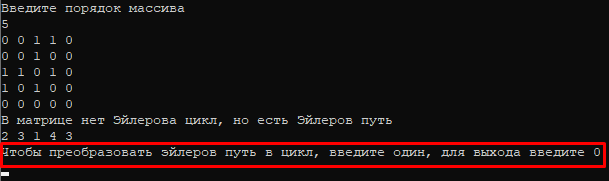 Введите порядок массива
5
0 0 1 1 0
0 0 1 0 0
1 1 0 1 0
1 0 1 0 0
0 0 0 0 0
В матрице нет Эйлерова цикл, но есть Эйлеров путь
2 3 1 4 3
Чтобы преобразовать эйлеров путь в цикл, введите один, для выхода введите 0